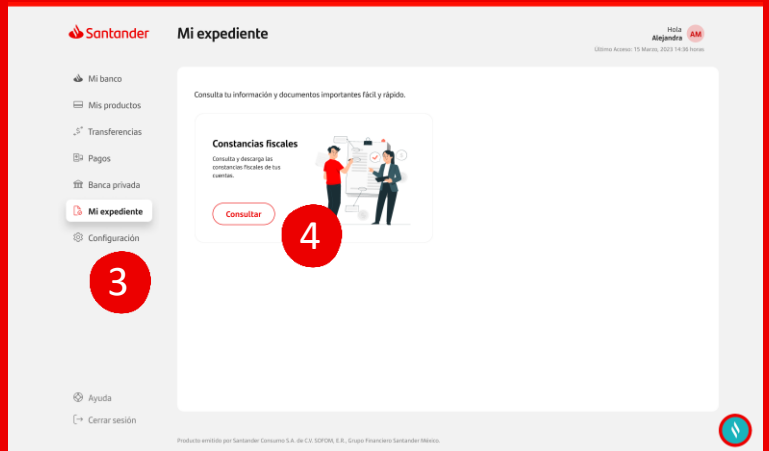 Santander
Mi expediente
Hola
Alejandra
AM
Último Acceso: 15 Marzo, 2023 14:36 horas
Mi banco
Mis productos
Transferencias
Pagos
Banca privada
Mi expediente
Configuración
3
Consulta tu información y documentos importantes fácil y rápido.
Constancias fiscales
Consulta y descarga las
constancias fiscales de tus
cuentas.
Consultar
4
Ayuda
Cerrar sesión
Producto emitido por Santander Consumo S.A. de C.V. SOFOM, E.R., Grupo Financiero Santander México.